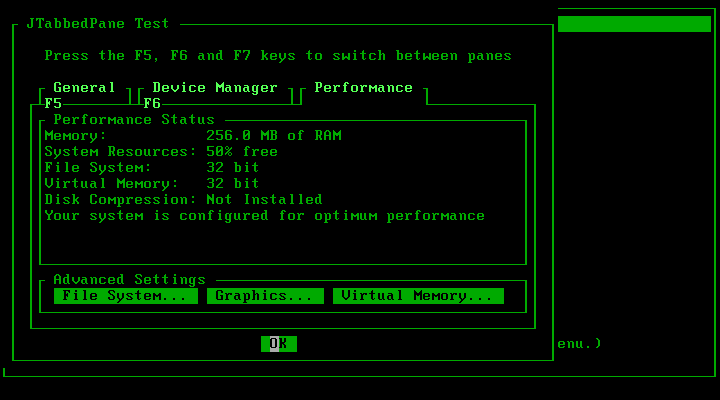 JTabbedPane Test
Press the F5, F6 and F7 keys to switch between panes
General Device Manager Performance
F5 F6
Performance Status
Memory: 256.0 MB of RAM
System Resources: 50% free
File System: 32 bit
Virtual Memory: 32 bit
Disk Compression: Not Installed
Your system is configured for optimum performance
Advanced Settings
File System... Graphics... Virtual Memory...
OK
enu.)